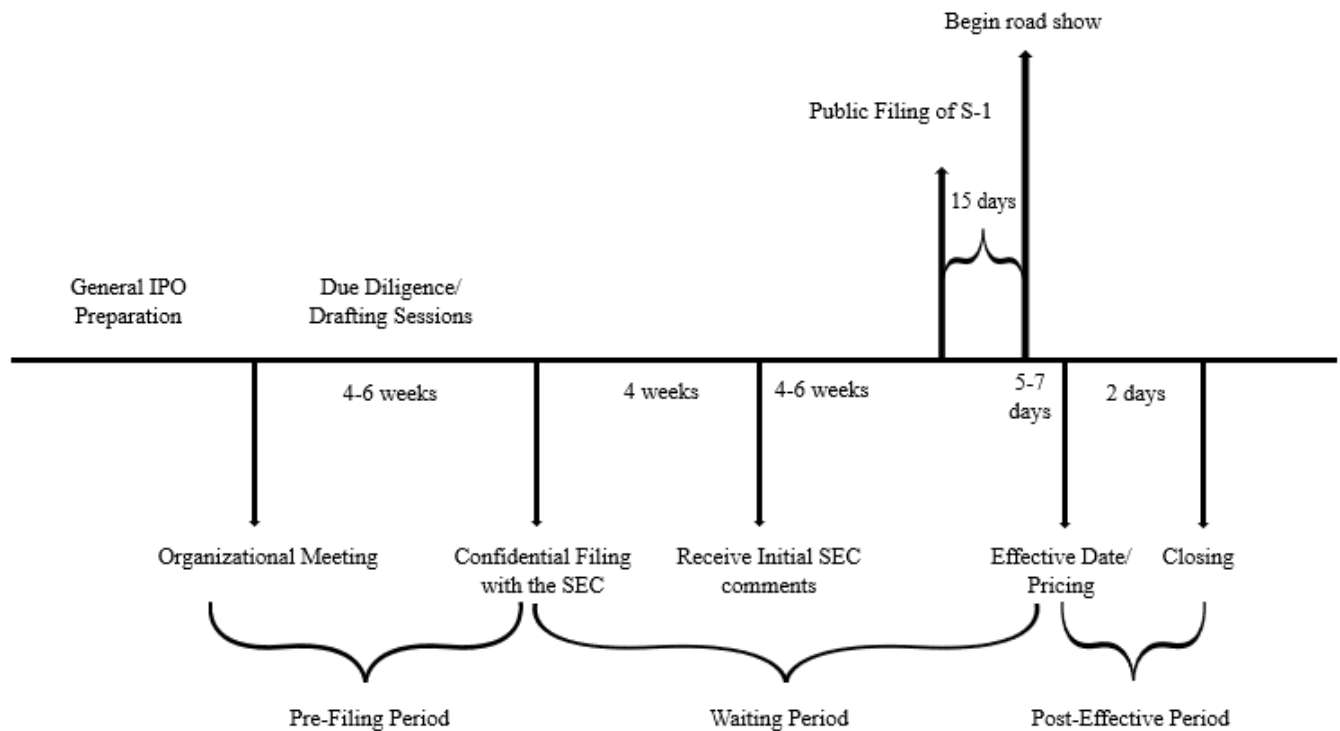 Begin road show
Public Filing of S-1
15 days
General IPO
Preparation
Due Diligence/
Drafting Sessions
4-6 weeks
4 weeks
4-6 weeks
5-7
days
2 days
Organizational Meeting
Confidential Filing
with the SEC
Receive Initial SEC
comments
Effective Date/
Pricing
Closing
Pre-Filing Period
Waiting Period
Post-Effective Period